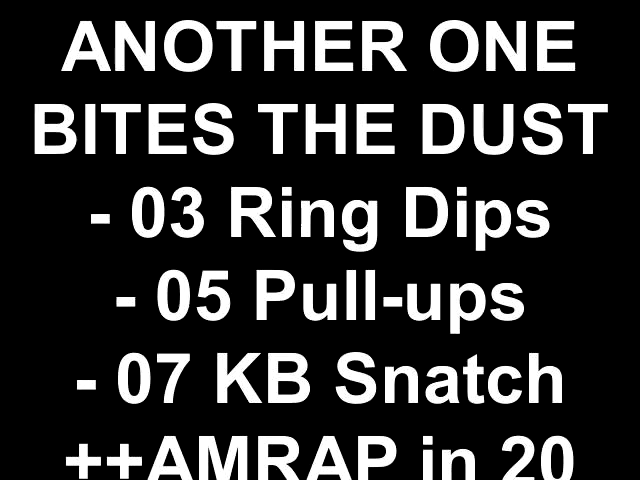 ANOTHER ONE
BITES THE DUST
- 03 Ring Dips
- 05 Pull-ups
- 07 KB Snatch
++AMRAP in 20